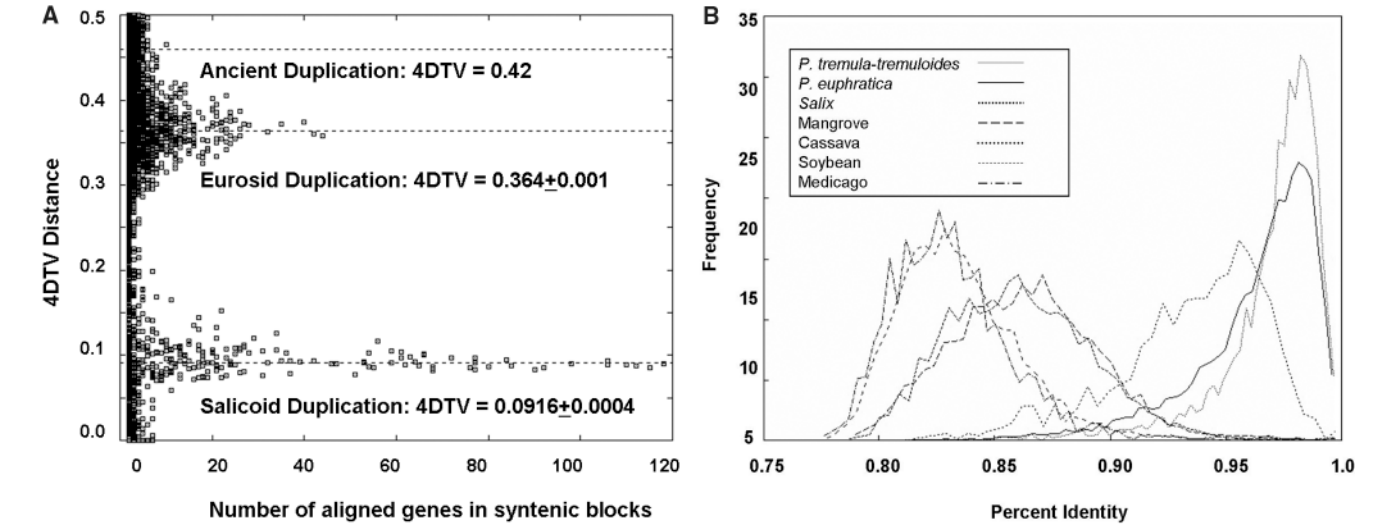 A
0.5
0.4
0.3
0.2
0.1
0.0
4DTV Distance
Ancient Duplication: 4DTV = 0.42
Eurosid Duplication: 4DTV = 0.364±0.001
Salicoid Duplication: 4DTV = 0.0916±0.0004
0 20 40 60 80 100 120
Number of aligned genes in syntenic blocks
B
35
30
25
20
15
10
5
Frequency
P. tremula-tremuloides
P. euphratica
Salix
Mangrove
Cassava
Soybean
Medicago
0.75 0.80 0.85 0.90 0.95 1.0
Percent Identity